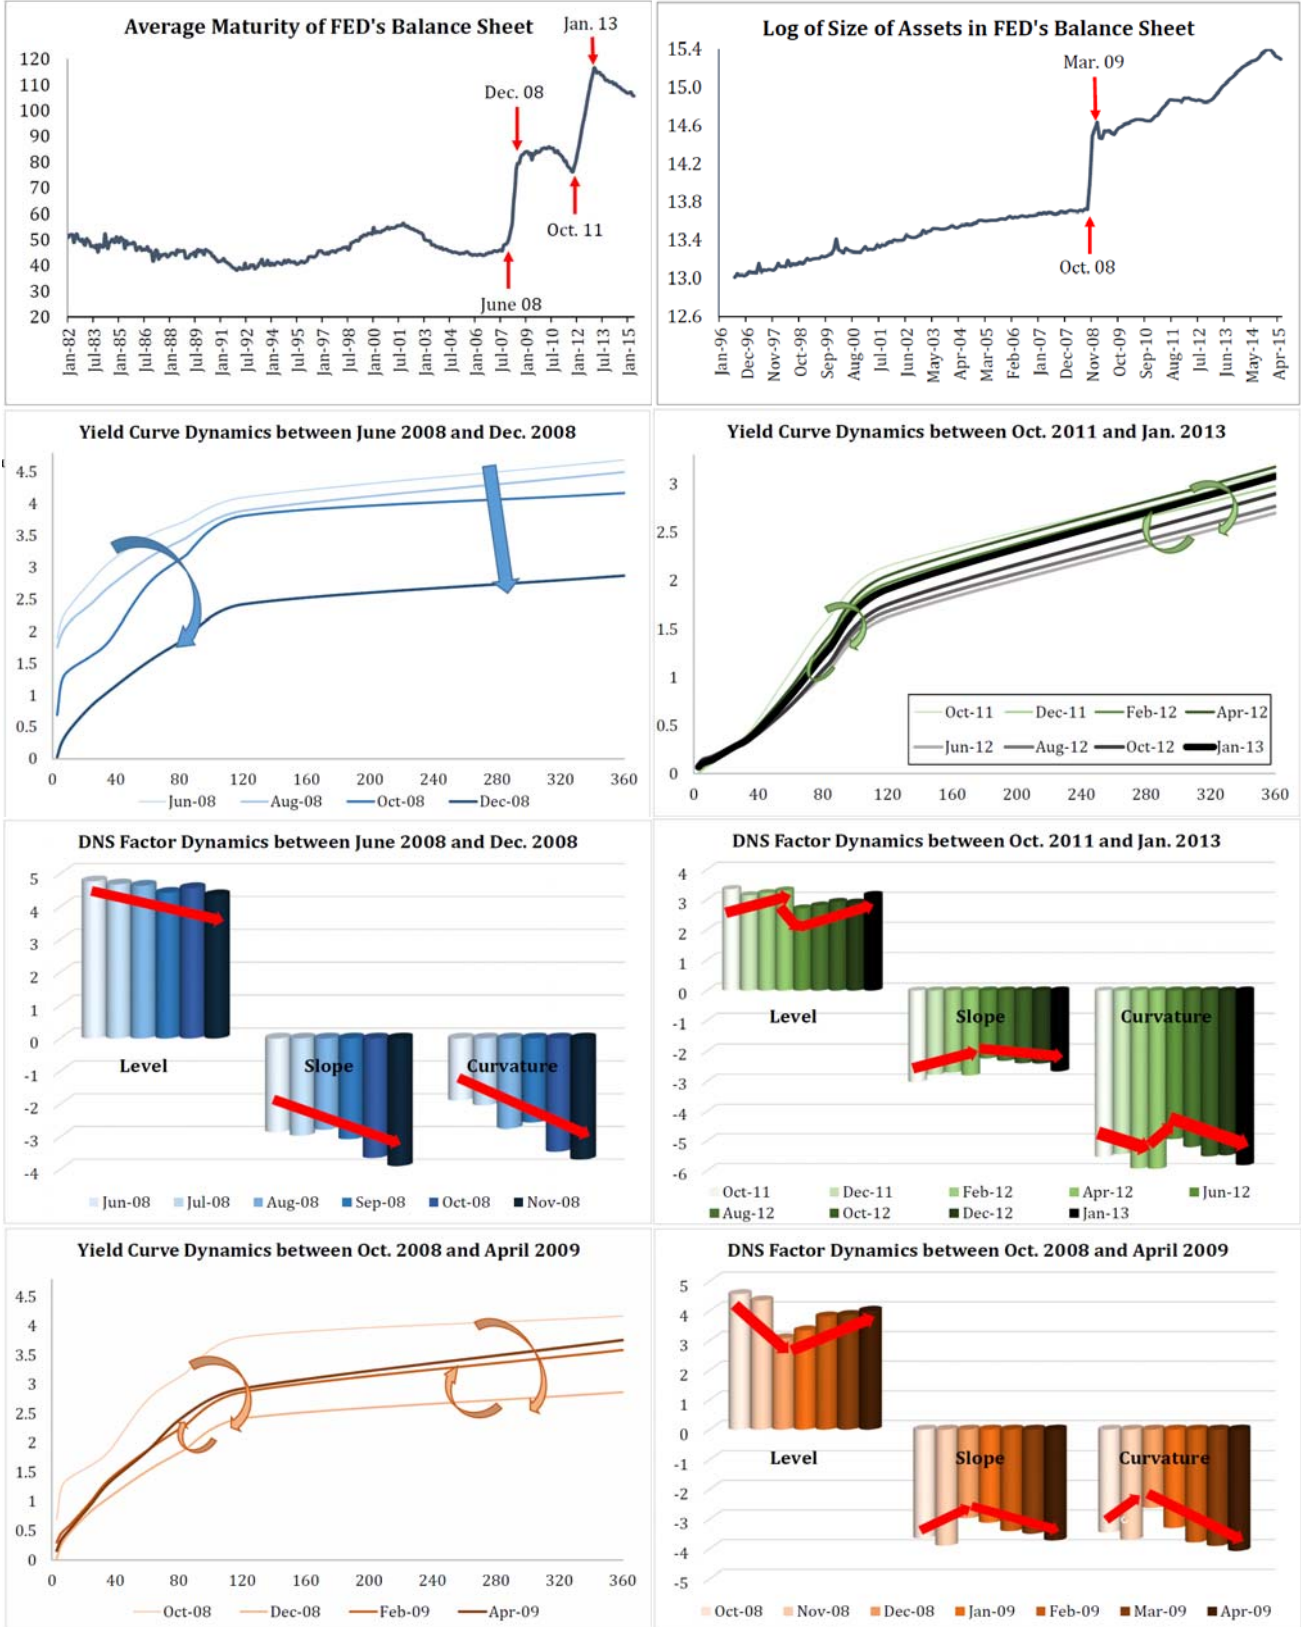 Average Maturity of FED's Balance Sheet
Jan. 13
120
110
100
90
80
70
60
50
40
30
20
Dec. 08
Oct. 11
June 08
Jan-82
Jul-83
Jan-85
Jul-86
Jan-88
Jul-89
Jan-91
Jul-92
Jan-94
Jul-95
Jan-97
Jul-98
Jan-00
Jul-01
Jan-03
Jul-04
Jan-06
Jul-07
Jan-09
Jul-10
Jan-12
Jul-13
Jan-15
Log of Size of Assets in FED's Balance Sheet
15.4
15.0
14.6
14.2
13.8
13.4
13.0
12.6
Mar. 09
Oct. 08
Jan-96
Dec-96
Nov-97
Oct-98
Sep-99
Aug-00
Jul-01
Jun-02
May-03
Apr-04
Mar-05
Feb-06
Jan-07
Dec-07
Nov-08
Oct-09
Sep-10
Aug-11
Jul-12
Jun-13
May-14
Apr-15
Yield Curve Dynamics between June 2008 and Dec. 2008
4.5
4
3.5
3
2.5
2
1.5
1
0.5
0
0 40 80 120 160 200 240 280 320 360
Jun-08 Aug-08 Oct-08 Dec-08
Yield Curve Dynamics between Oct. 2011 and Jan. 2013
3
2.5
2
1.5
1
0.5
0
Oct-11 Dec-11 Feb-12 Apr-12
Jun-12 Aug-12 Oct-12 Jan-13
0 40 80 120 160 200 240 280 320 360
DNS Factor Dynamics between June 2008 and Dec. 2008
5
4
3
2
1
0
-1
-2
-3
-4
Level Slope Curvature
Jun-08 Jul-08 Aug-08 Sep-08 Oct-08 Nov-08
DNS Factor Dynamics between Oct. 2011 and Jan. 2013
4
3
2
1
0
-1
-2
-3
-4
-5
-6
Level Slope Curvature
Oct-11 Dec-11 Feb-12 Apr-12 Jun-12
Aug-12 Oct-12 Dec-12 Jan-13
Yield Curve Dynamics between Oct. 2008 and April 2009
4.5
4
3.5
3
2.5
2
1.5
1
0.5
0
0 40 80 120 160 200 240 280 320 360
Oct-08 Dec-08 Feb-09 Apr-09
DNS Factor Dynamics between Oct. 2008 and April 2009
5
4
3
2
1
0
-1
-2
-3
-4
-5
Level Slope Curvature
Oct-08 Nov-08 Dec-08 Jan-09 Feb-09 Mar-09 Apr-09